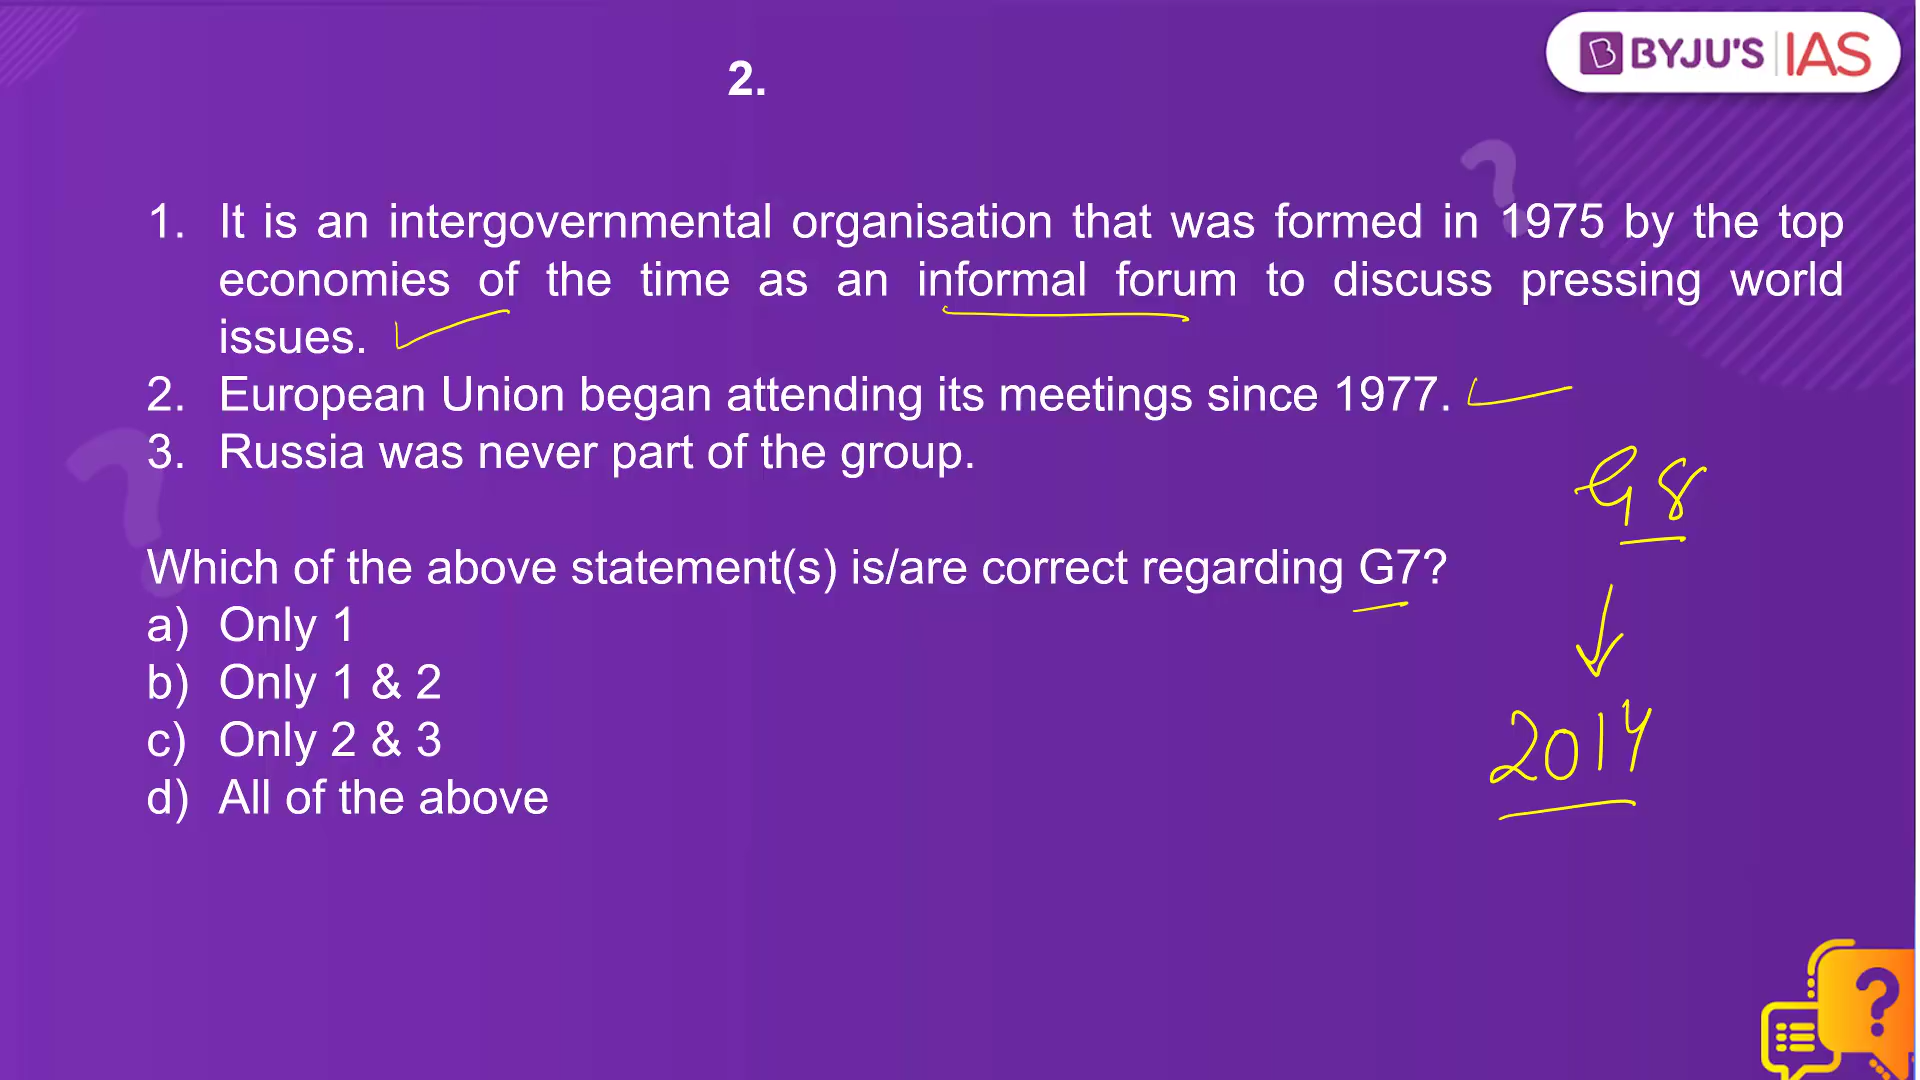 BYJU'S IAS
2.
1. It is an intergovernmental organisation that was formed in 1975 by the top
economies of the time as an informal forum to discuss pressing world
issues.
2. European Union began attending its meetings since 1977.
3. Russia was never part of the group.
G8
Which of the above statement(s) is/are correct regarding G7?
a) Only 1
b) Only 1 & 2
c) Only 2 & 3
2014
d) All of the above